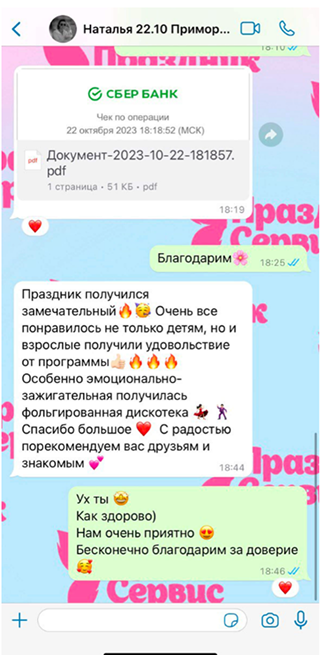 Наталья 22.10 Примор...
18:10
Праздник
СБЕР БАНК
Чек по операции
22 октября 2023 18:18:52 (МСК)
pdf
Документ-2023-10-22-181857.
pdf
1 страница • 51 КБ • pdf
18:19
Благодарим🌸
18:25
Праздник получился
замечательный🔥🥳 Очень все
понравилось не только детям, но и
взрослые получили удовольствие
от программы👍🏻🔥🔥🔥
Особенно эмоционально-
зажигательная получилась
фольгированная дискотека 💃🏻🕺
Спасибо большое ❤️ С радостью
порекомендуем вас друзьям и
знакомым 💕
18:44
Ух ты 🤩
Как здорово)
Нам очень приятно 😍
Бесконечно благодарим за доверие
🥰
18:46
Сервис